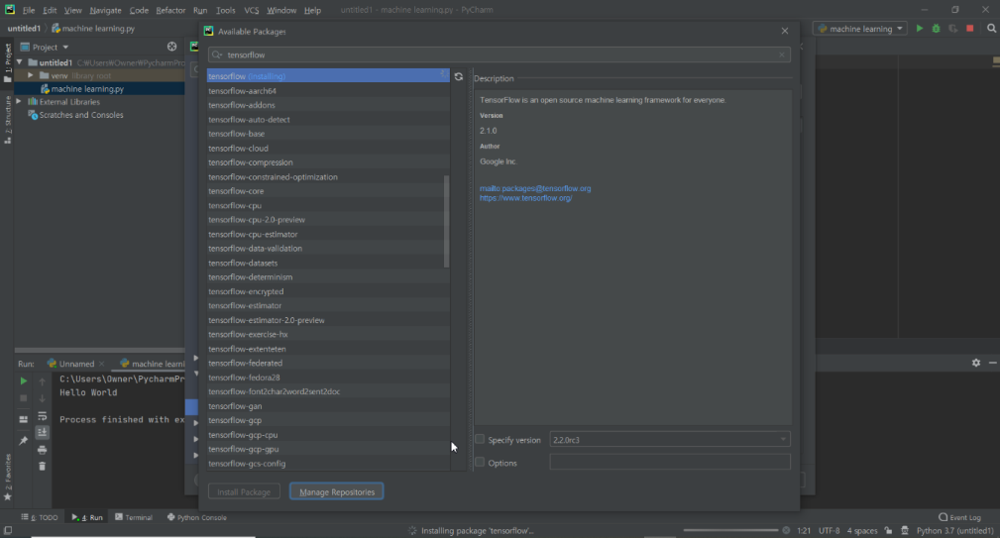 File Edit View Navigate Code Refactor Run Tools VCS Window Help untitled1 - machine learning.py - PyCharm
untitled1 machine learning.py machine learning
Available Packages
tensorflow
1: Project
Project
untitled1 C:\Users\Owner\PycharmPro
venv library root
machine learning.py
External Libraries
Scratches and Consoles
Z: Structure
2: Favorites
tensorflow (installing)
tensorflow-aarch64
tensorflow-addons
tensorflow-auto-detect
tensorflow-base
tensorflow-cloud
tensorflow-compression
tensorflow-constrained-optimization
tensorflow-core
tensorflow-cpu
tensorflow-cpu-2.0-preview
tensorflow-cpu-estimator
tensorflow-data-validation
tensorflow-datasets
tensorflow-determinism
tensorflow-encrypted
tensorflow-estimator
tensorflow-estimator-2.0-preview
tensorflow-exercise-hx
tensorflow-extenteten
tensorflow-federated
tensorflow-fedora28
tensorflow-font2char2word2sent2doc
tensorflow-gan
tensorflow-gcp
tensorflow-gcp-cpu
tensorflow-gcp-gpu
tensorflow-gcs-config
Description
TensorFlow is an open source machine learning framework for everyone.
Version
2.1.0
Author
Google Inc.
mailto:packages@tensorflow.org
https://www.tensorflow.org/
Specify version 2.2.0rc3
Options
Install Package Manage Repositories
Run: Unnamed machine learni
C:\Users\Owner\PycharmPr
Hello World
Process finished with ex
6: TODO 4: Run Terminal Python Console Event Log
Installing package 'tensorflow'... 1:21 UTF-8 4 spaces Python 3.7 (untitled1)